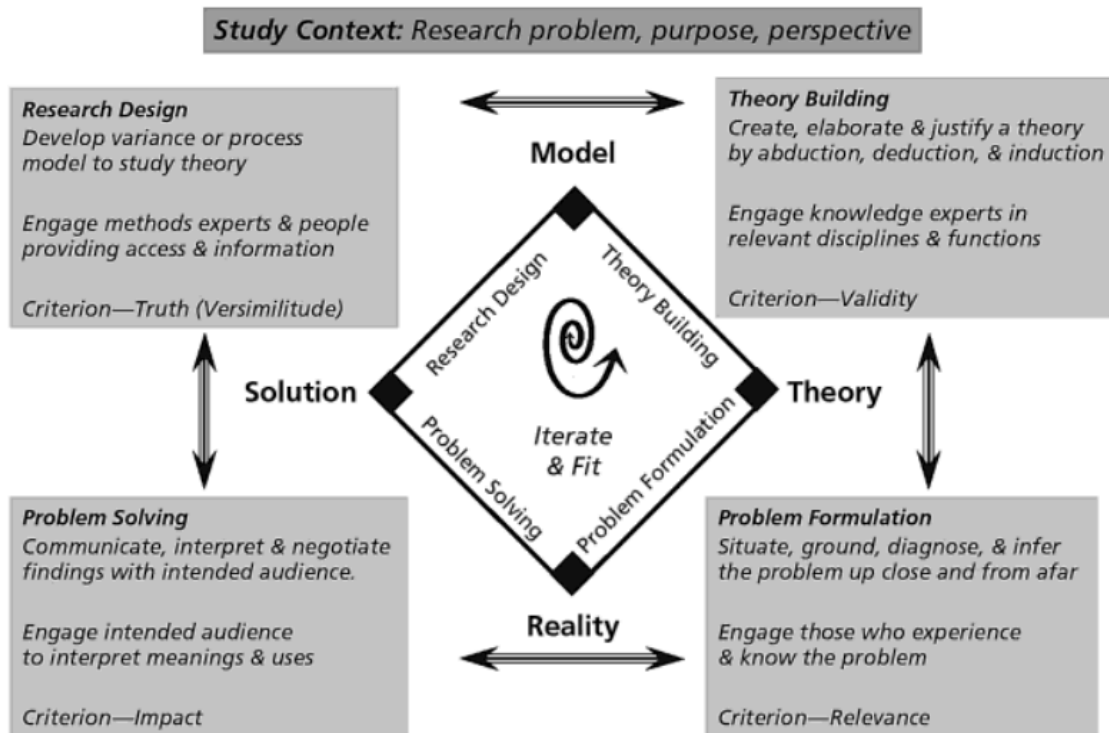 Study Context: Research problem, purpose, perspective
Research Design
Develop variance or process
model to study theory
Engage methods experts & people
providing access & information
Criterion—Truth (Versimilitude)
Theory Building
Create, elaborate & justify a theory
by abduction, deduction, & induction
Engage knowledge experts in
relevant disciplines & functions
Criterion—Validity
Model
Research Design
Theory Building
Solution
Theory
Iterate
& Fit
Problem Solving
Problem Formulation
Reality
Problem Solving
Communicate, interpret & negotiate
findings with intended audience.
Engage intended audience
to interpret meanings & uses
Criterion—Impact
Problem Formulation
Situate, ground, diagnose, & infer
the problem up close and from afar
Engage those who experience
& know the problem
Criterion—Relevance